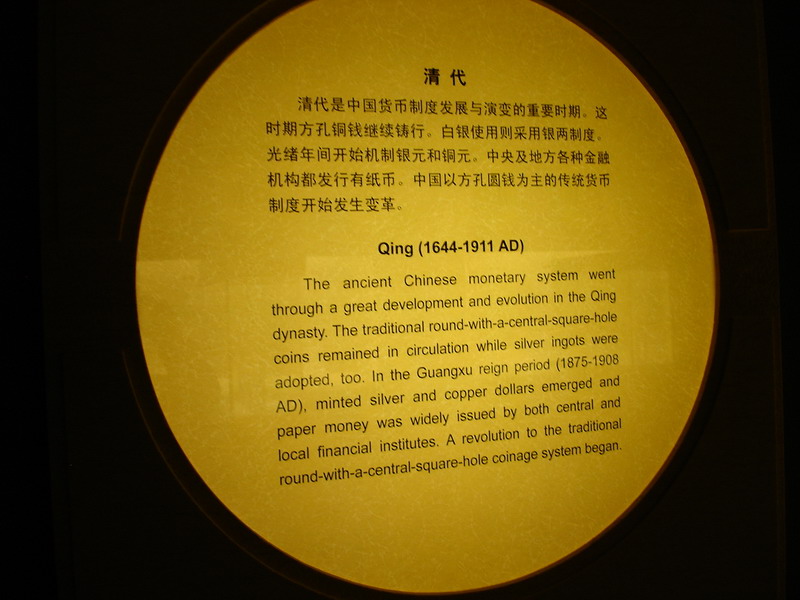 清 代
清代是中国货币制度发展与演变的重要时期。这
时期方孔铜钱继续铸行。白银使用则采用银两制度。
光绪年间开始机制银元和铜元。中央及地方各种金融
机构都发行有纸币。中国以方孔圆钱为主的传统货币
制度开始发生变革。
Qing (1644-1911 AD)
The ancient Chinese monetary system went
through a great development and evolution in the Qing
dynasty. The traditional round-with-a-central-square-hole
coins remained in circulation while silver ingots were
adopted, too. In the Guangxu reign period (1875-1908
AD), minted silver and copper dollars emerged and
paper money was widely issued by both central and
local financial institutes. A revolution to the traditional
round-with-a-central-square-hole coinage system began.